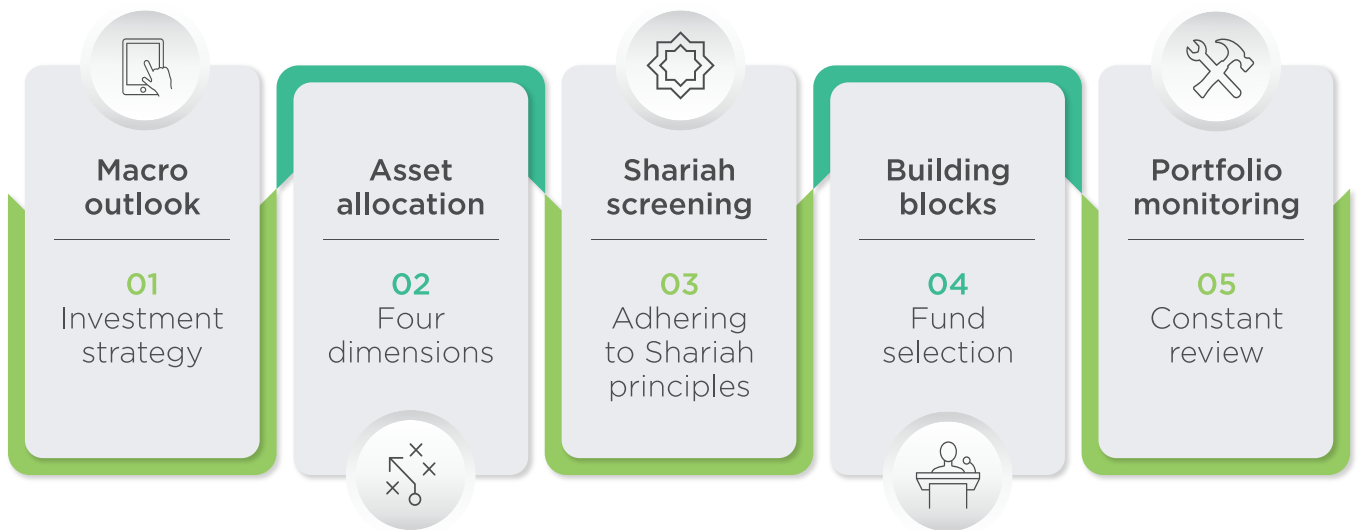 Macro
outlook
01
Investment
strategy
Asset
allocation
02
Four
dimensions
Shariah
screening
03
Adhering
to Shariah
principles
Building
blocks
04
Fund
selection
Portfolio
monitoring
05
Constant
review